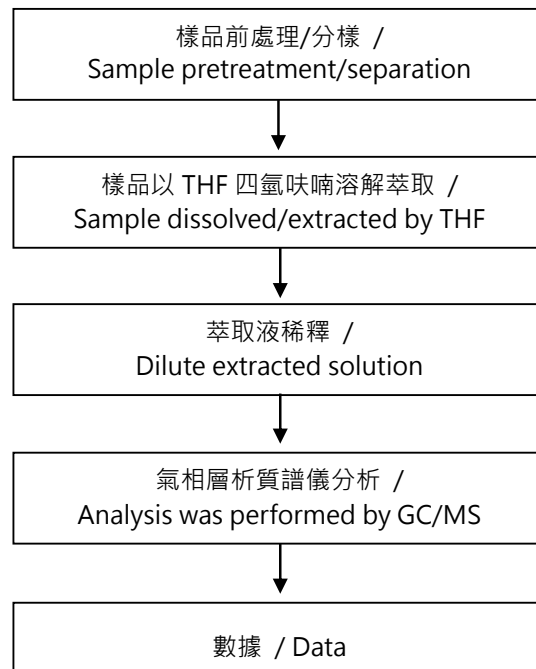 樣品前處理/分樣 /
Sample pretreatment/separation
樣品以 THF 四氫呋喃溶解萃取 /
Sample dissolved/extracted by THF
萃取液稀釋 /
Dilute extracted solution
氣相層析質譜儀分析 /
Analysis was performed by GC/MS
數據 / Data